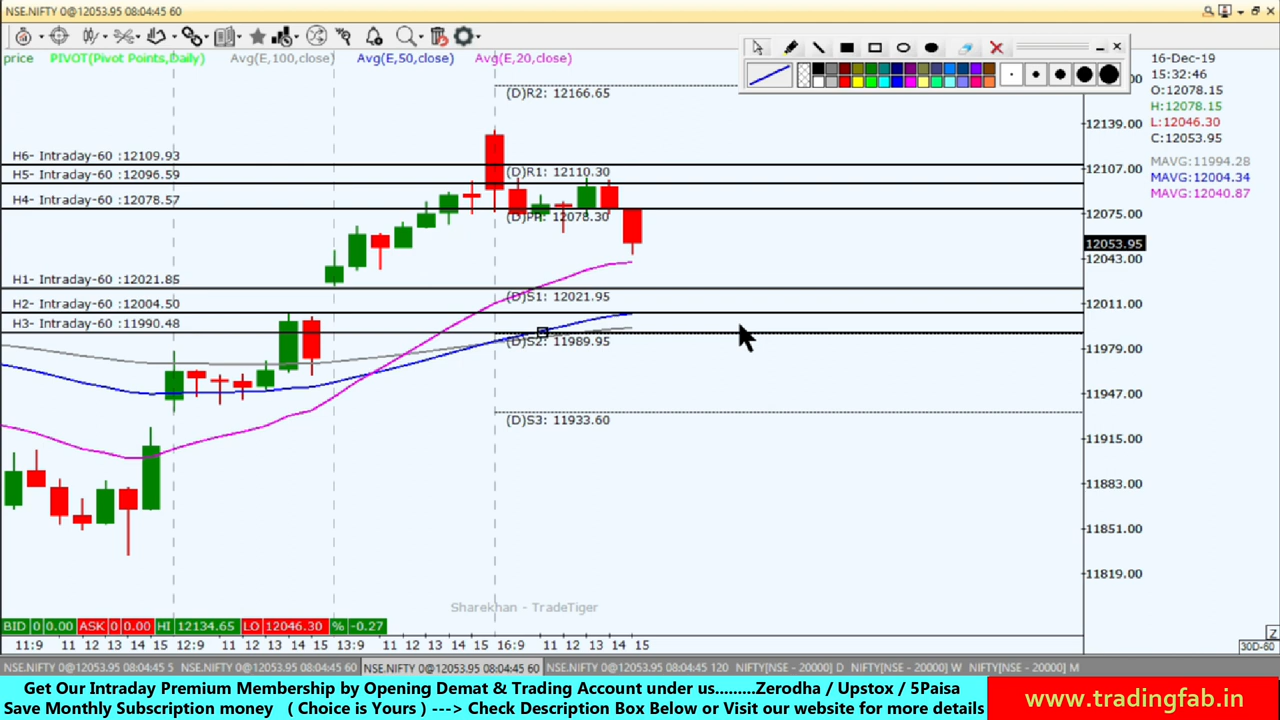 NSE.NIFTY 0@12053.95 08:04:45 60
price PIVOT(Pivot Points,Daily) Avg(E,100,close) Avg(E,50,close) Avg(E,20,close)
16-Dec-19
15:32:46
O:12078.15
H:12078.15
L:12046.30
C:12053.95
MAVG:11994.28
MAVG:12004.34
MAVG:12040.87
(D)R2: 12166.65
12139.00
H6- Intraday-60 :12109.93
(D)R1: 12110.30
12107.00
H5- Intraday-60 :12096.59
H4- Intraday-60 :12078.57
(D)PP: 12078.30
12075.00
12053.95
12043.00
H1- Intraday-60 :12021.85
(D)S1: 12021.95
H2- Intraday-60 :12004.50
12011.00
H3- Intraday-60 :11990.48
(D)S2: 11989.95
11979.00
11947.00
(D)S3: 11933.60
11915.00
11883.00
11851.00
11819.00
Sharekhan - TradeTiger
BID 0 0.00 ASK 0 0.00 HI 12134.65 LO 12046.30 % -0.27
11:9 11 12 13 14 15 12:9 11 12 13 14 15 13:9 11 12 13 14 15 16:9 11 12 13 14 15
Z
30D-60
NSE.NIFTY 0@12053.95 08:04:45 5 NSE.NIFTY 0@12053.95 08:04:45 60 NSE.NIFTY 0@12053.95 08:04:45 60 NSE.NIFTY 0@12053.95 08:04:45 120 NIFTY[NSE - 20000] D NIFTY[NSE - 20000] W NIFTY[NSE - 20000] M
Get Our Intraday Premium Membership by Opening Demat & Trading Account under us.........Zerodha / Upstox / 5Paisa
Save Monthly Subscription money ( Choice is Yours ) ---> Check Description Box Below or Visit our website for more details
www.tradingfab.in